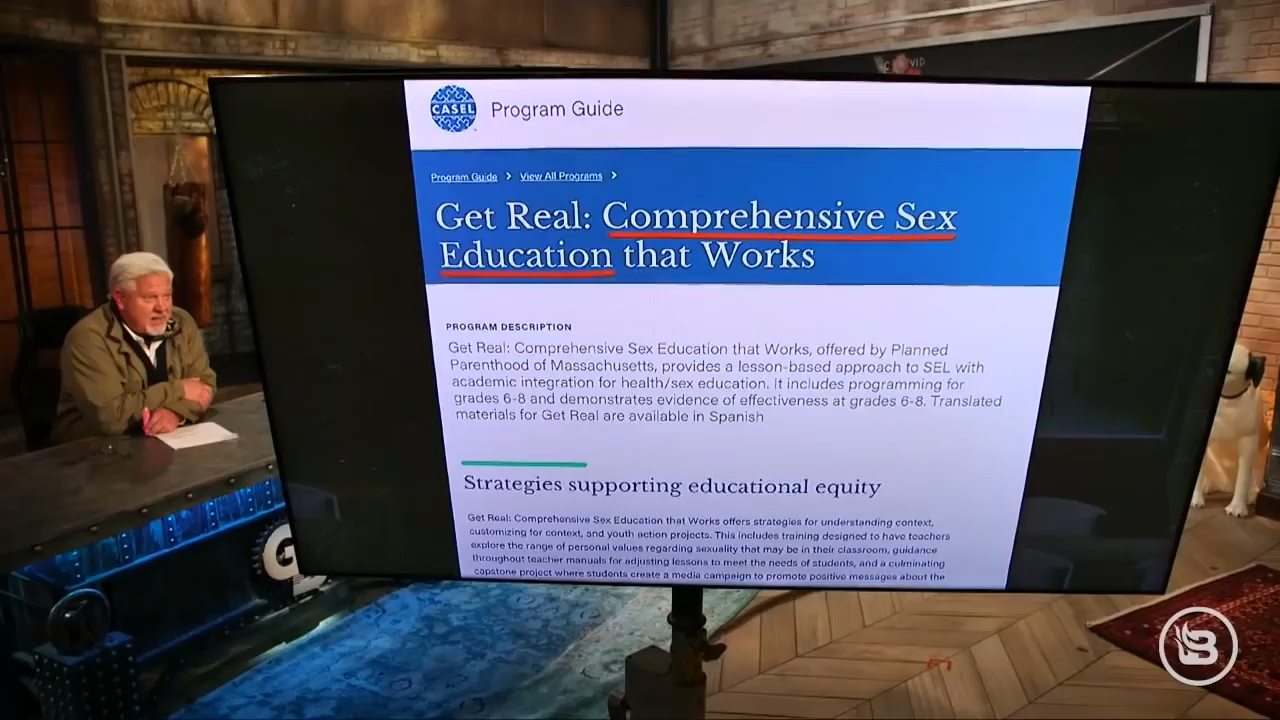 CASEL
Program Guide
Program Guide > View All Programs >
Get Real: Comprehensive Sex
Education that Works
PROGRAM DESCRIPTION
Get Real: Comprehensive Sex Education that Works, offered by Planned
Parenthood of Massachusetts, provides a lesson-based approach to SEL with
academic integration for health/sex education. It includes programming for
grades 6-8 and demonstrates evidence of effectiveness at grades 6-8. Translated
materials for Get Real are available in Spanish
Strategies supporting educational equity
Get Real: Comprehensive Sex Education that Works offers strategies for understanding context,
customizing for context, and youth action projects. This includes training designed to have teachers
explore the range of personal values regarding sexuality that may be in their classroom, guidance
throughout teacher manuals for adjusting lessons to meet the needs of students, and a culminating
capstone project where students create a media campaign to promote positive messages about the
G
B